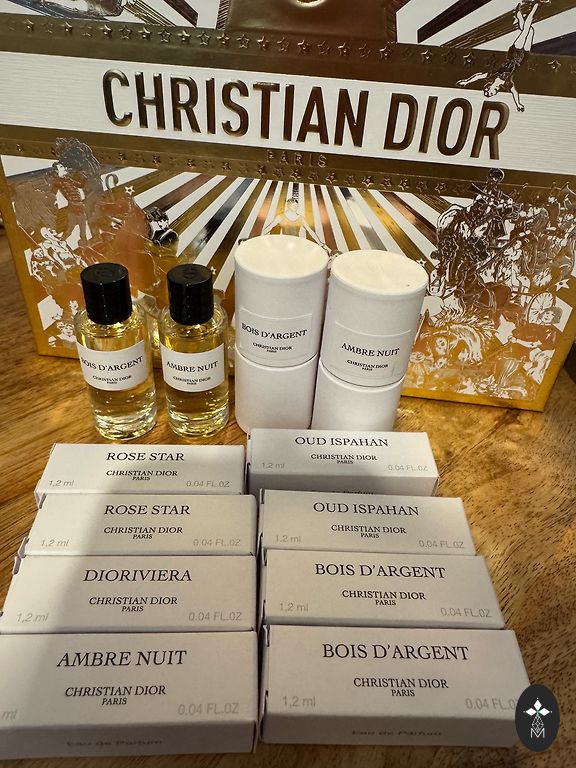 CHRISTIAN DIOR
PARIS
BOIS D'ARGENT
CHRISTIAN DIOR
PARIS
AMBRE NUIT
CHRISTIAN DIOR
PARIS
BOIS D'ARGENT
CHRISTIAN DIOR
PARIS
AMBRE NUIT
CHRISTIAN DIOR
PARIS
ROSE STAR
CHRISTIAN DIOR
PARIS
1,2 ml 0.04 FL.OZ
OUD ISPAHAN
CHRISTIAN DIOR
PARIS
1,2 ml 0.04 FL.OZ
ROSE STAR
CHRISTIAN DIOR
PARIS
1,2 ml 0.04 FL.OZ
OUD ISPAHAN
CHRISTIAN DIOR
PARIS
1,2 ml 0.04 FL.OZ
DIORIVIERA
CHRISTIAN DIOR
PARIS
1,2 ml 0.04 FL.OZ
BOIS D'ARGENT
CHRISTIAN DIOR
PARIS
1,2 ml 0.04 FL.OZ
AMBRE NUIT
CHRISTIAN DIOR
PARIS
ml 0.04 FL.OZ
Eau de Parfum
BOIS D'ARGENT
CHRISTIAN DIOR
PARIS
1,2 ml 0.04 FL.OZ
Eau de Parfum
M